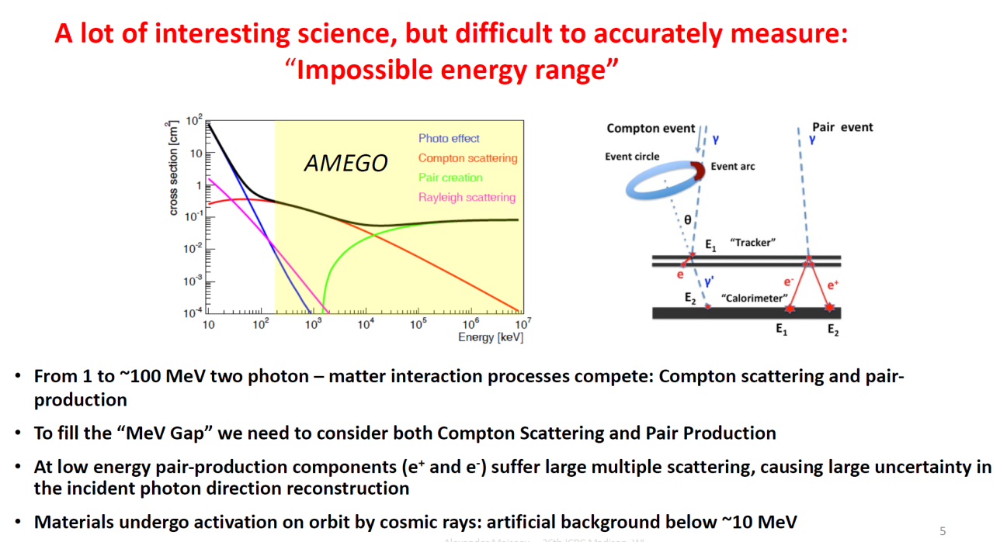 A lot of interesting science, but difficult to accurately measure:
“Impossible energy range”
cross section [cm²]
10²
10
1
10⁻¹
10⁻²
10⁻³
10⁻⁴
AMEGO
Photo effect
Compton scattering
Pair creation
Rayleigh scattering
10 10² 10³ 10⁴ 10⁵ 10⁶ 10⁷
Energy [keV]
Compton event
γ
Pair event
γ
Event circle
Event arc
θ
E₁
“Tracker”
e
γ'
e⁻
e⁺
E₂
“Calorimeter”
E₁
E₂
• From 1 to ~100 MeV two photon – matter interaction processes compete: Compton scattering and pair-
production
• To fill the “MeV Gap” we need to consider both Compton Scattering and Pair Production
• At low energy pair-production components (e⁺ and e⁻) suffer large multiple scattering, causing large uncertainty in
the incident photon direction reconstruction
• Materials undergo activation on orbit by cosmic rays: artificial background below ~10 MeV
5